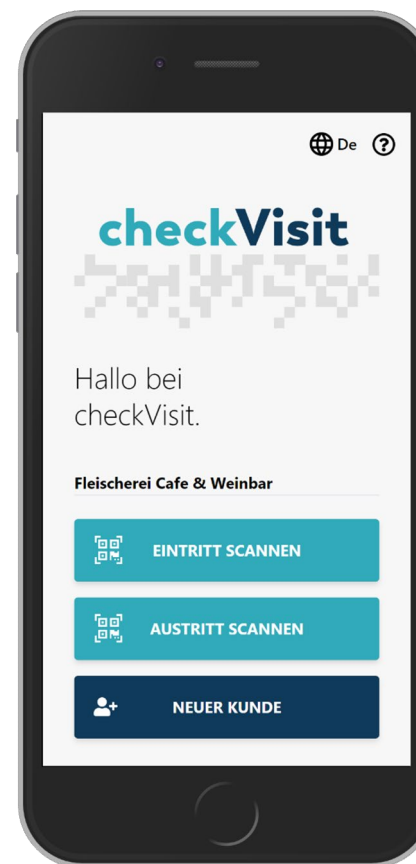 De
checkVisit
Hallo bei
checkVisit.
Fleischerei Cafe & Weinbar
EINTRITT SCANNEN
AUSTRITT SCANNEN
NEUER KUNDE